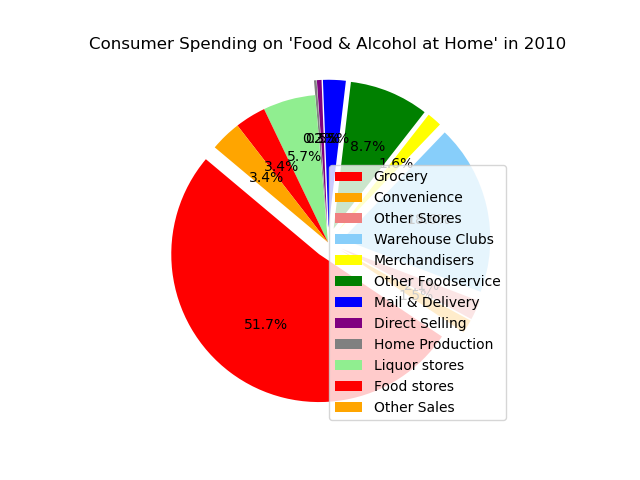 Consumer Spending on 'Food & Alcohol at Home' in 2010
8.7%
5.7%
1.6%
3.4%
3.4%
51.7%
Grocery
Convenience
Other Stores
Warehouse Clubs
Merchandisers
Other Foodservice
Mail & Delivery
Direct Selling
Home Production
Liquor stores
Food stores
Other Sales